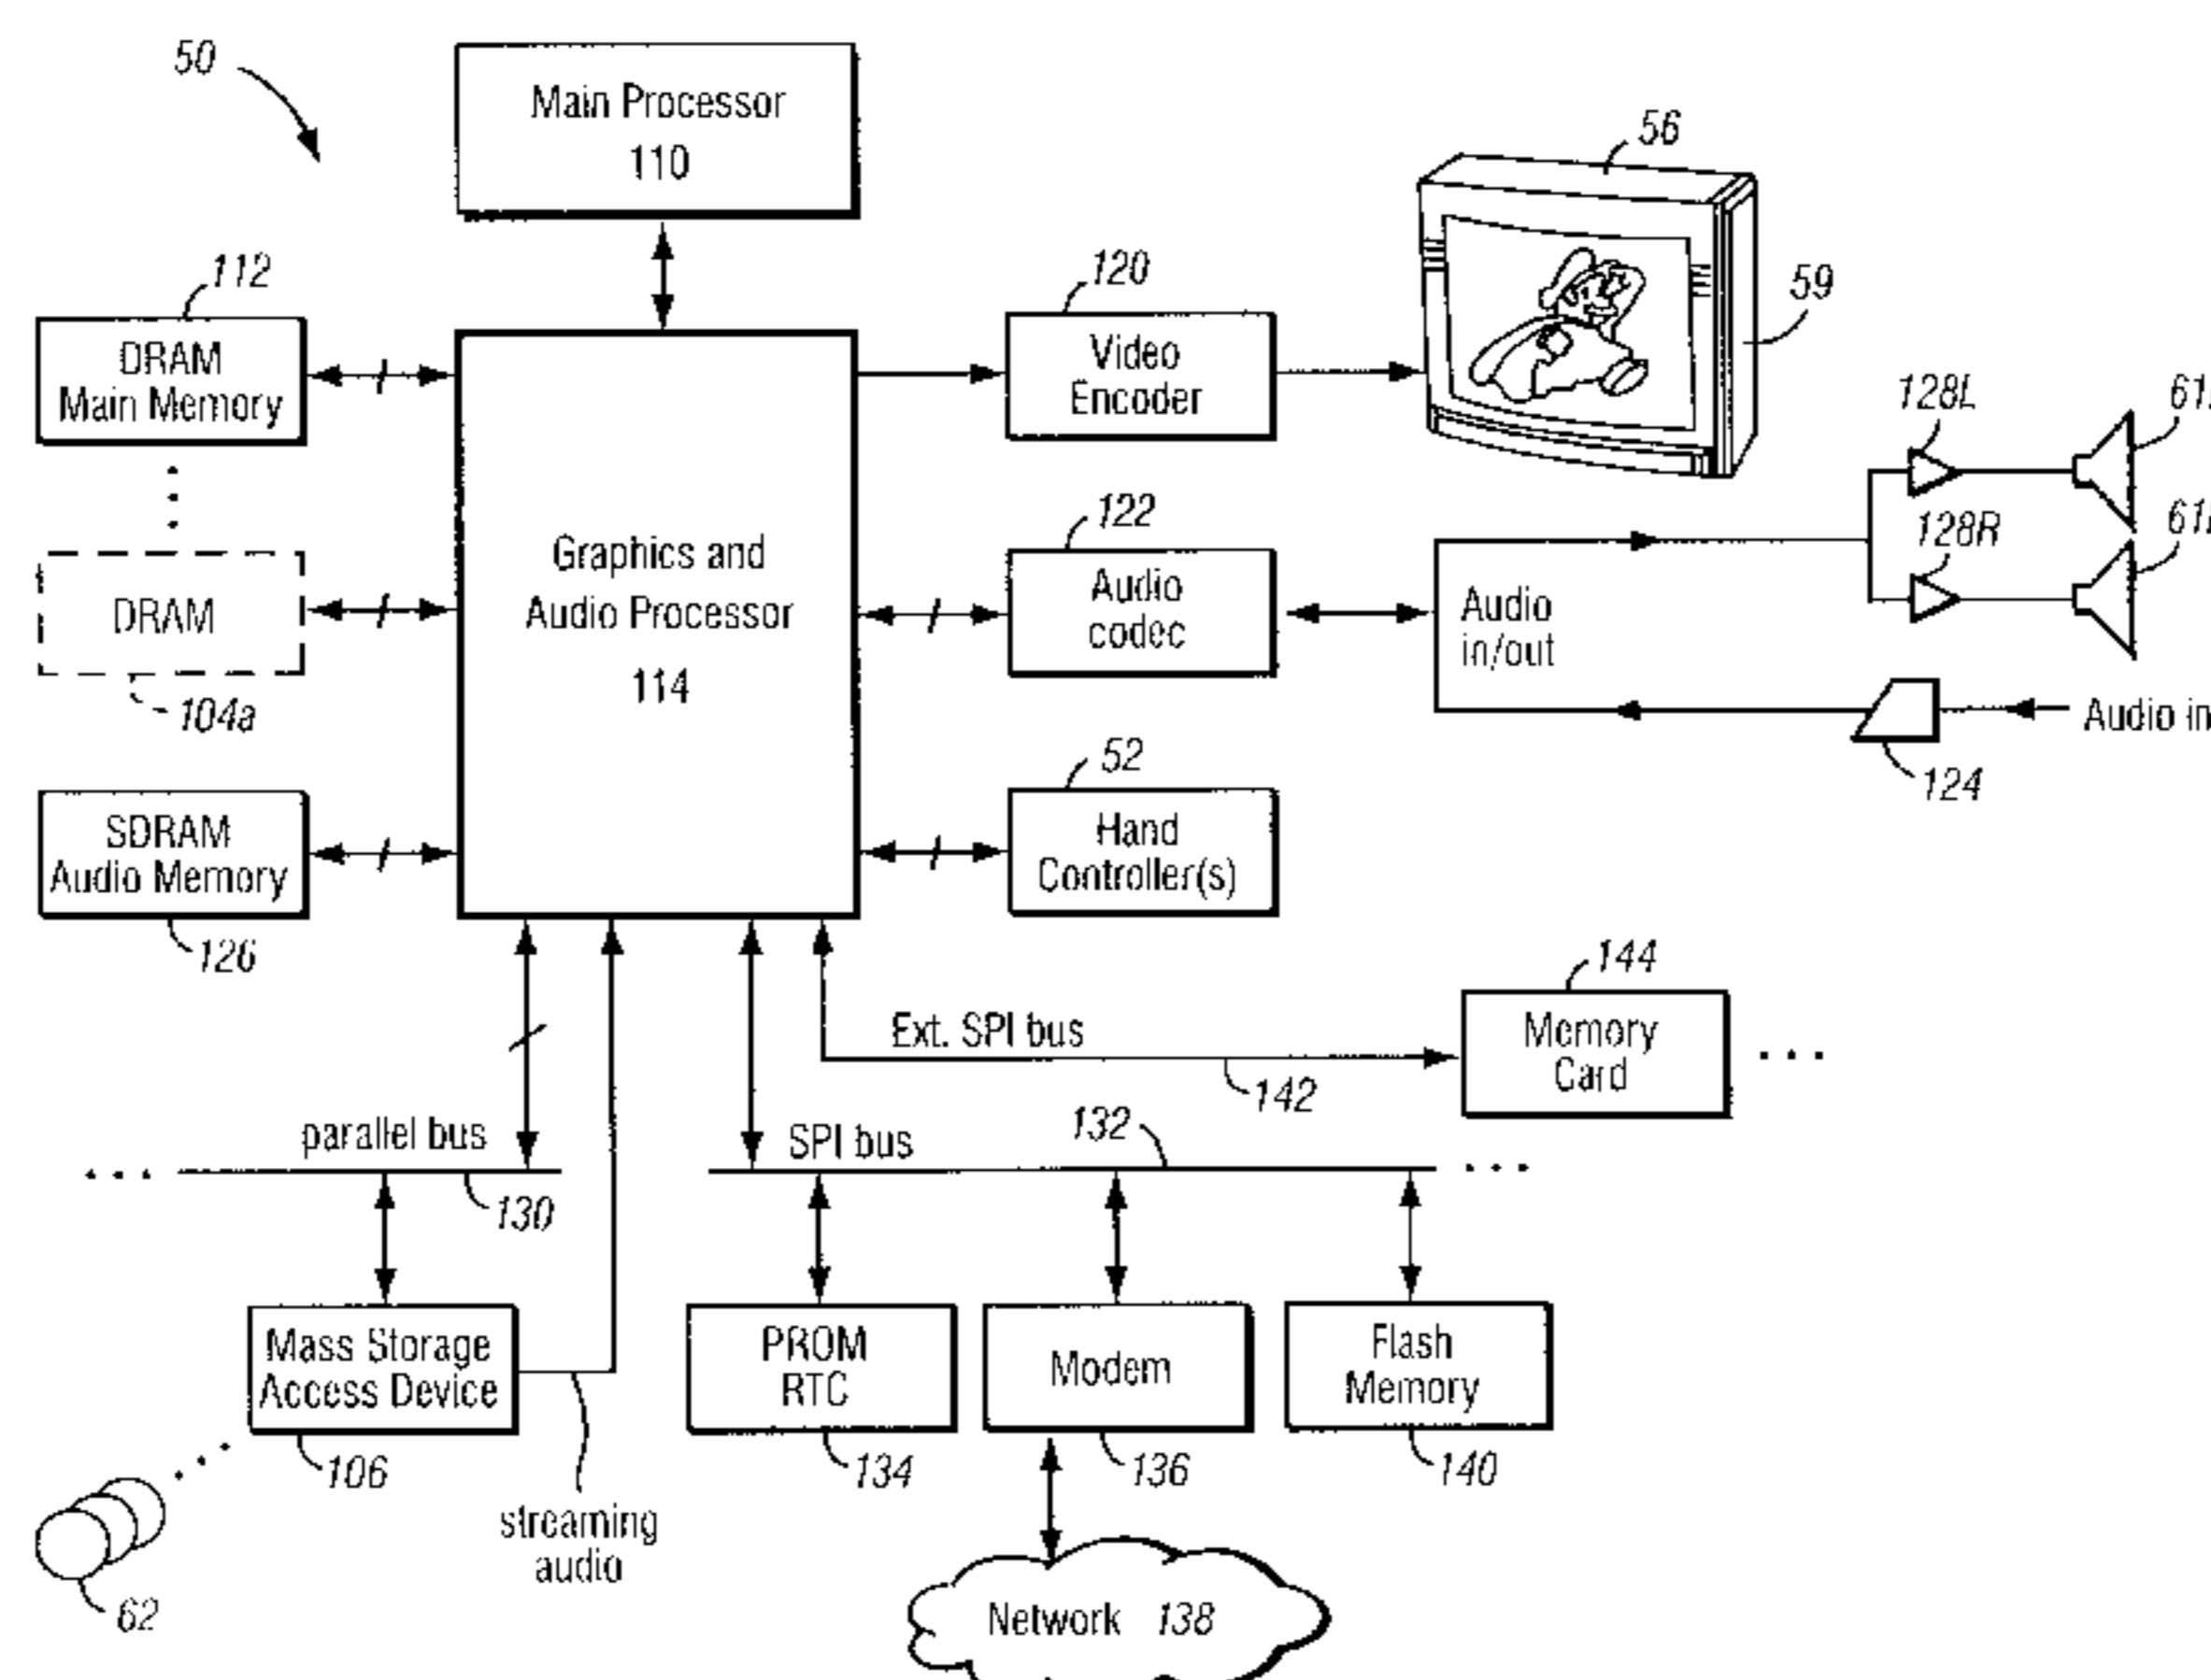 50
Main Processor
110
56
112
120
59
DRAM
Main Memory
Video
Encoder
128L
128R
104a
DRAM
Graphics and
Audio Processor
114
122
Audio
codec
Audio
in/out
Audio in
124
SDRAM
Audio Memory
126
52
Hand
Controller(s)
144
Memory
Card
Ext. SPI bus
142
parallel bus
130
SPI bus
132
Mass Storage
Access Device
106
streaming
audio
62
PROM
RTC
134
Modem
136
Flash
Memory
140
Network 138